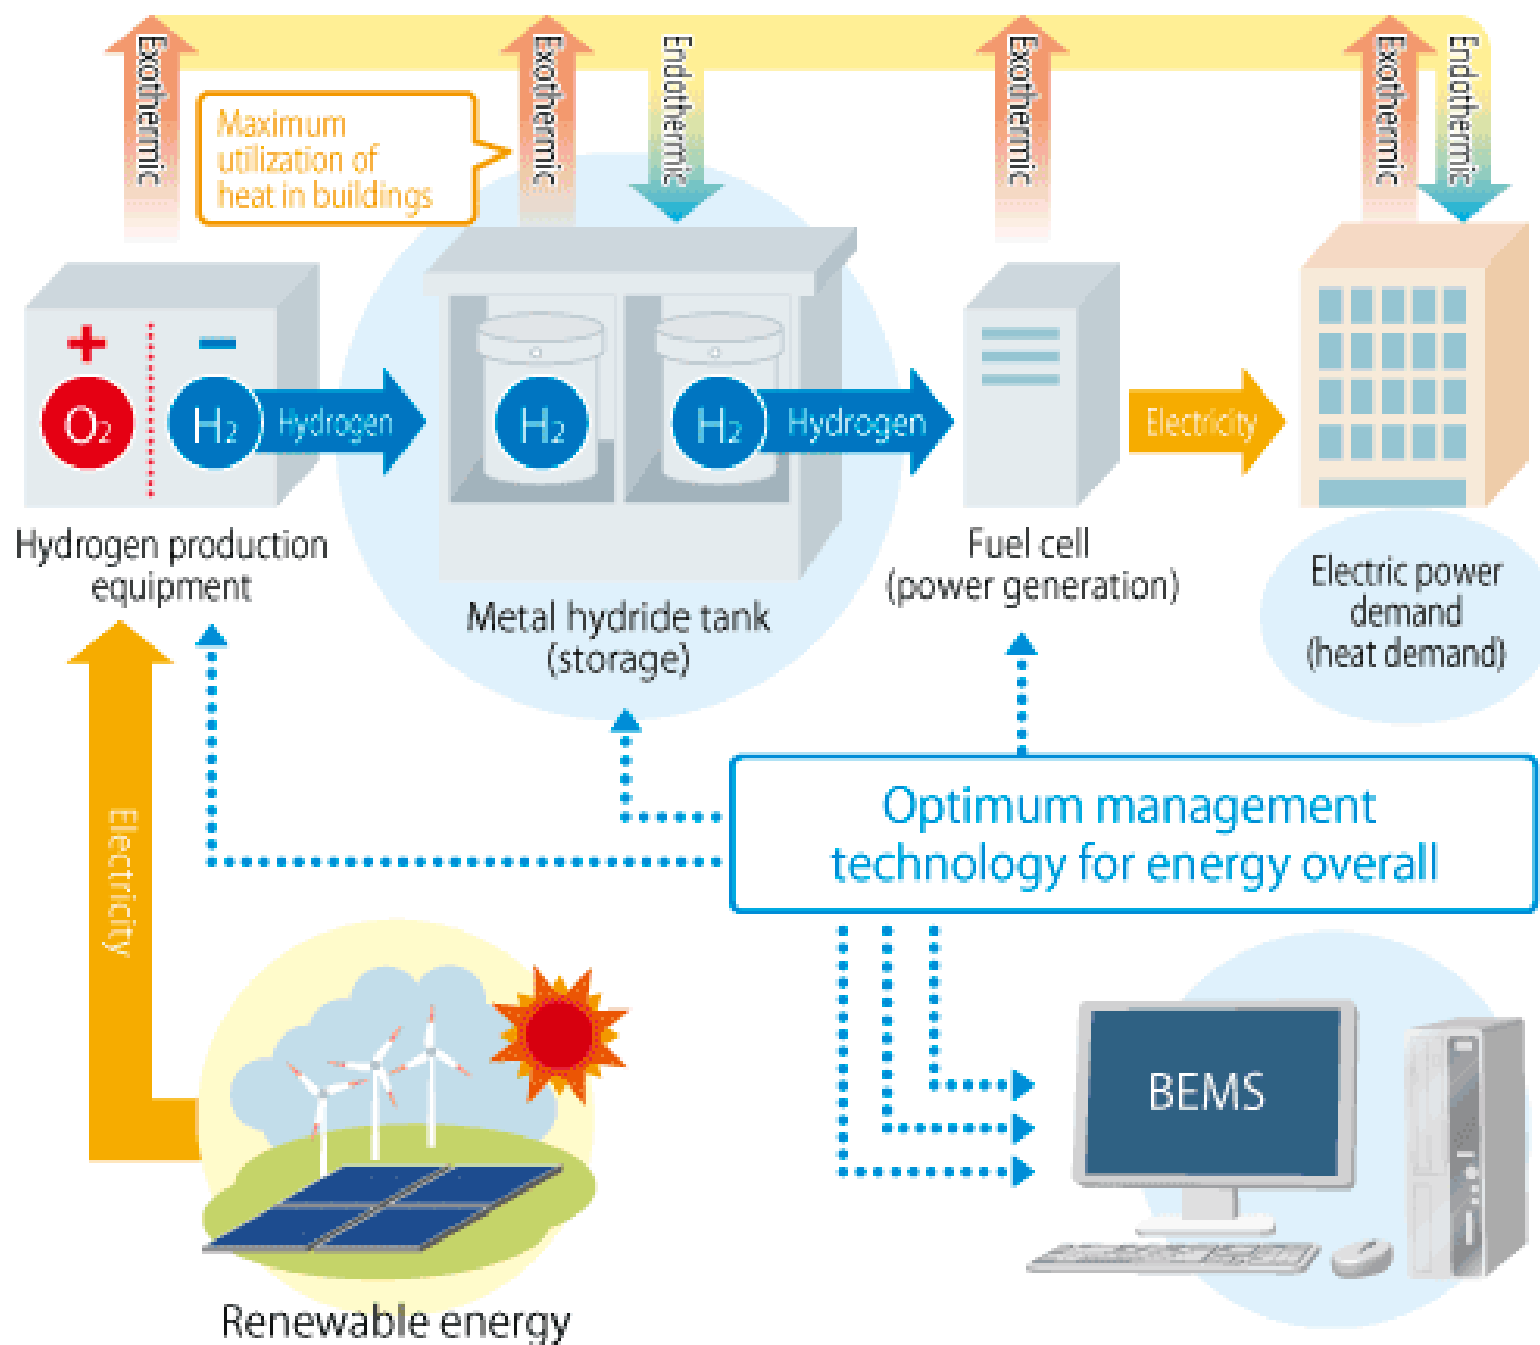 Exothermic
Exothermic
Endothermic
Exothermic
Exothermic
Endothermic
Maximum
utilization of
heat in buildings
+
−
O2
H2
Hydrogen
H2
H2
Hydrogen
Electricity
Hydrogen production
equipment
Metal hydride tank
(storage)
Fuel cell
(power generation)
Electric power
demand
(heat demand)
Electricity
Optimum management
technology for energy overall
BEMS
Renewable energy